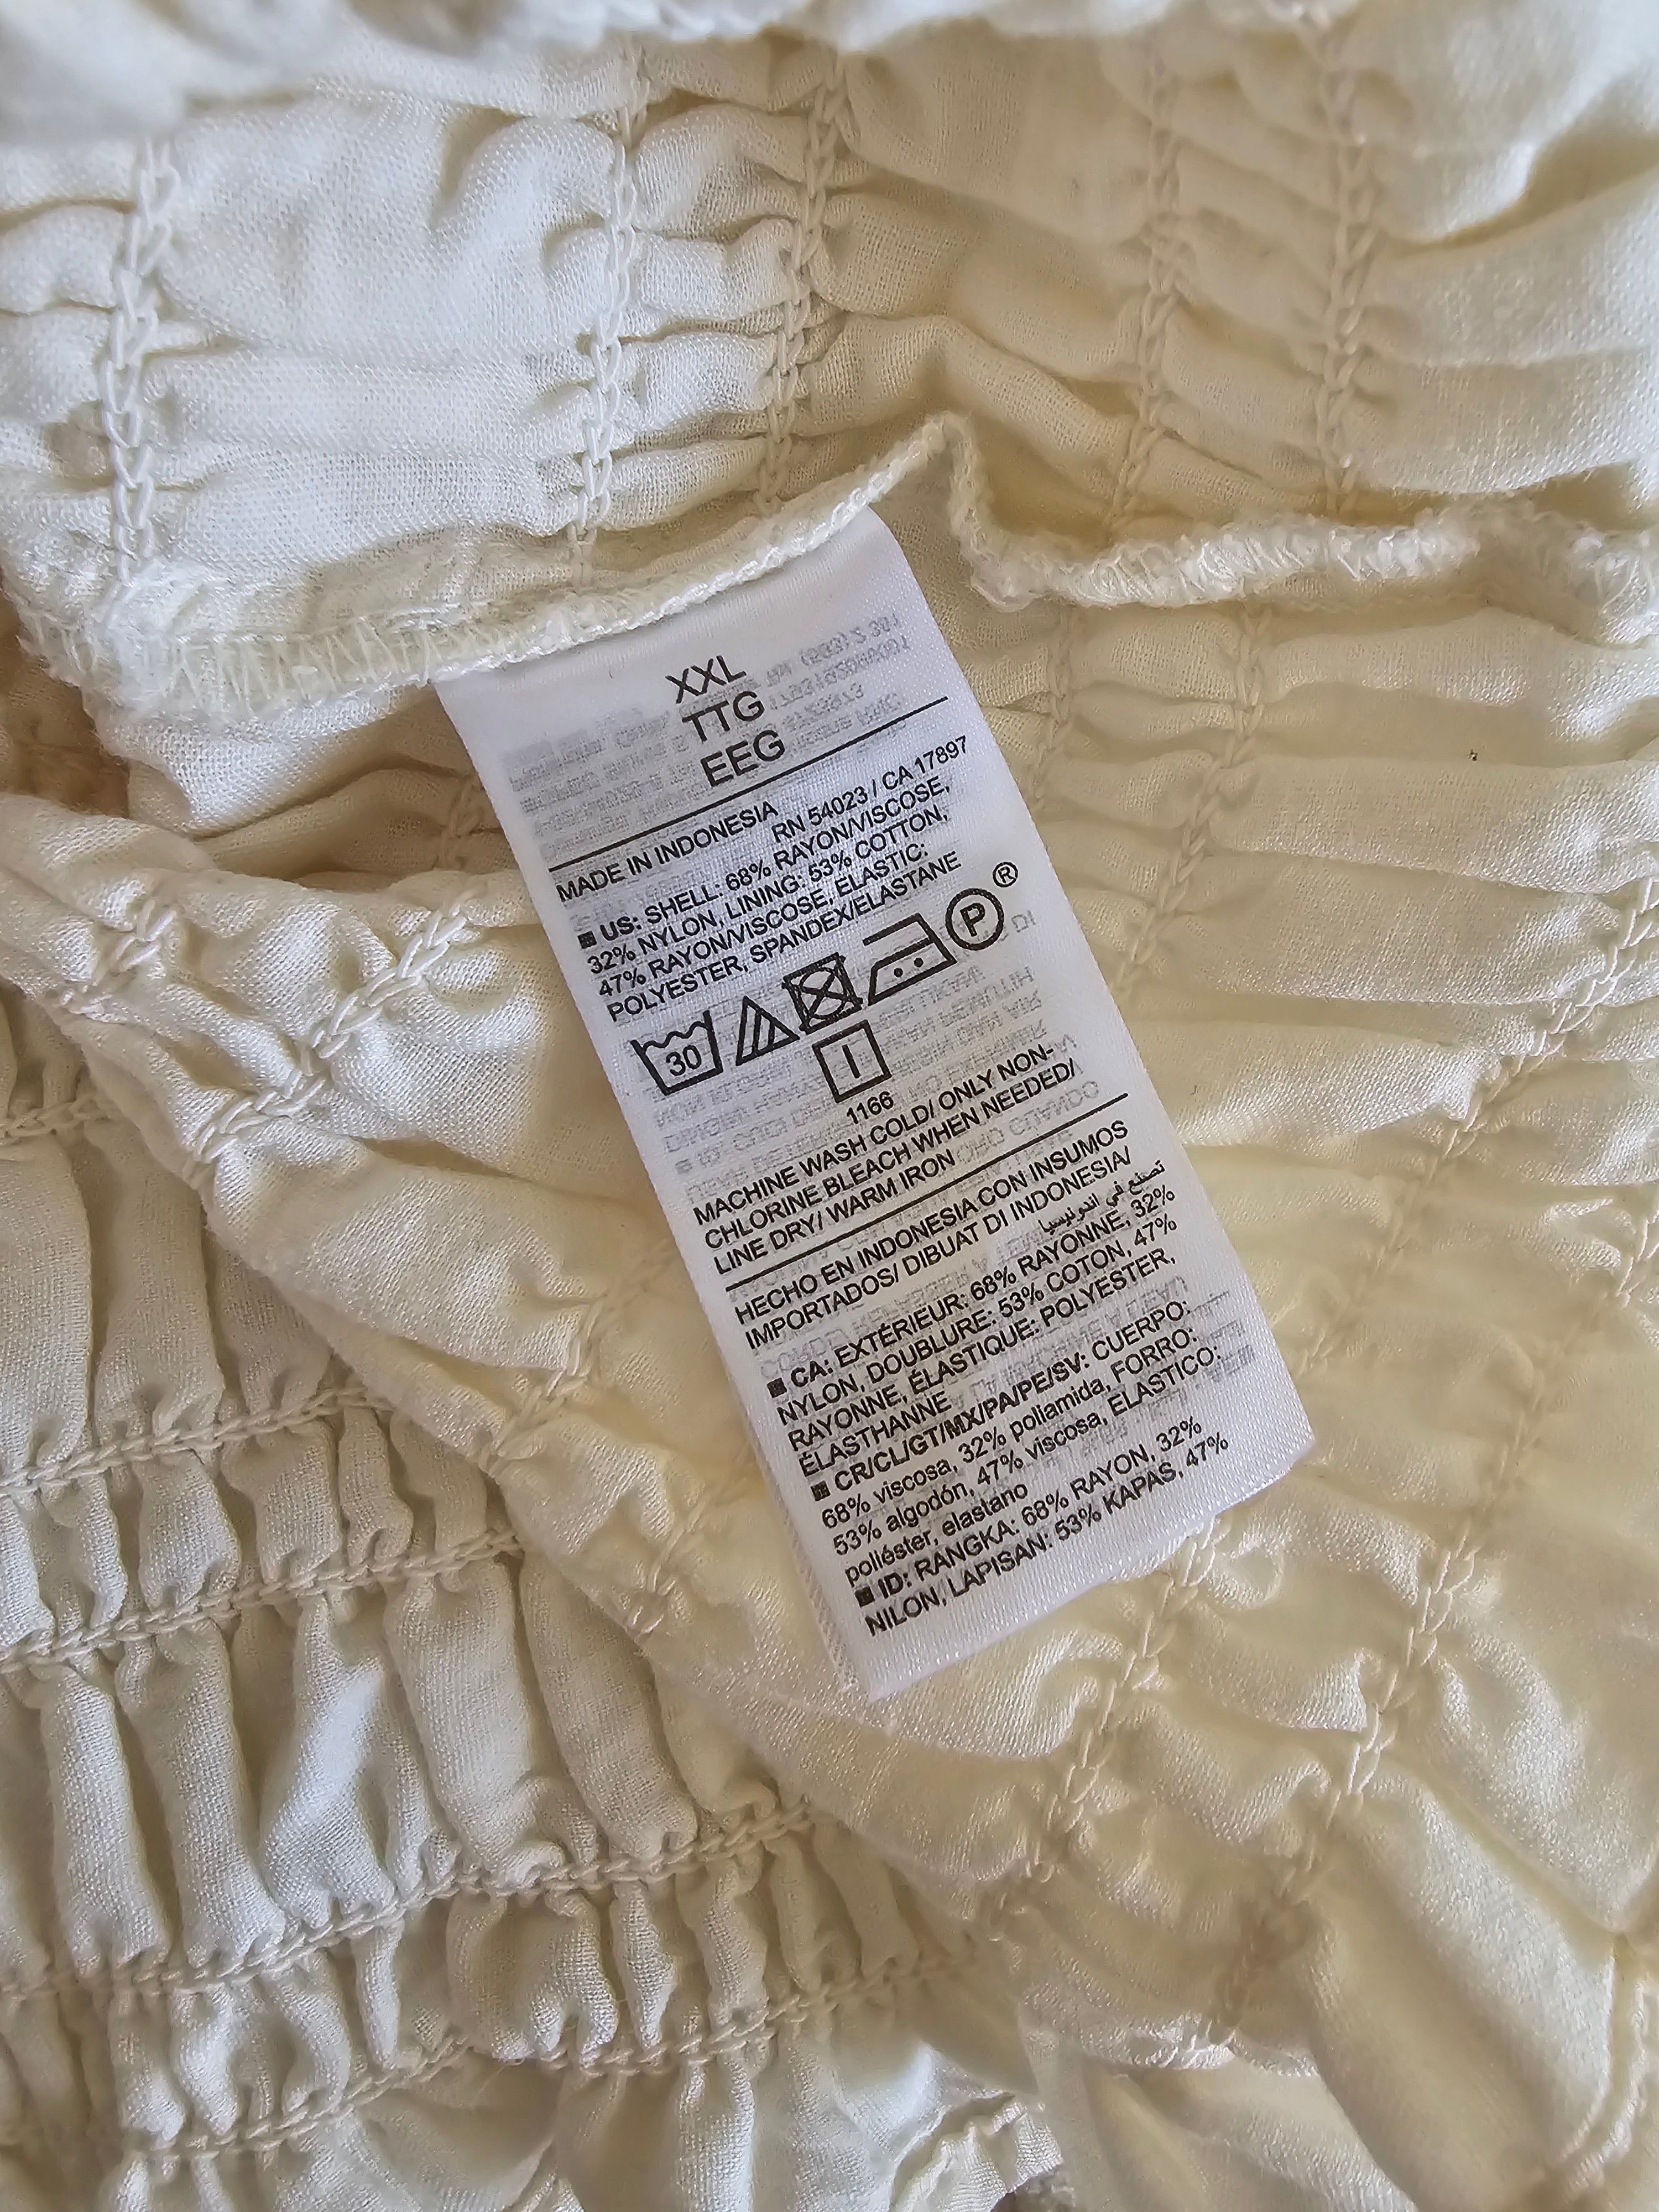 XXL
TTG
EEG
MADE IN INDONESIA
RN 54023 / CA 17897
■ US: SHELL: 68% RAYON/VISCOSE,
32% NYLON, LINING: 53% COTTON,
47% RAYON/VISCOSE, ELASTIC:
POLYESTER, SPANDEX/ELASTANE
30 P ®
1166
MACHINE WASH COLD/ ONLY NON-
CHLORINE BLEACH WHEN NEEDED/
LINE DRY/ WARM IRON
HECHO EN INDONESIA CON INSUMOS
IMPORTADOS/ DIBUAT DI INDONESIA/
تصنع في اندونيسيا
■ CA: EXTÉRIEUR: 68% RAYONNE, 32%
NYLON, DOUBLURE: 53% COTON, 47%
RAYONNE, ÉLASTIQUE: POLYESTER,
ÉLASTHANNE
■ CR/CL/GT/MX/PA/PE/SV: CUERPO:
68% viscosa, 32% poliamida, FORRO:
53% algodón, 47% viscosa, ELASTICO:
poliéster, elastano
■ ID: RANGKA: 68% RAYON, 32%
NILON, LAPISAN: 53% KAPAS, 47%